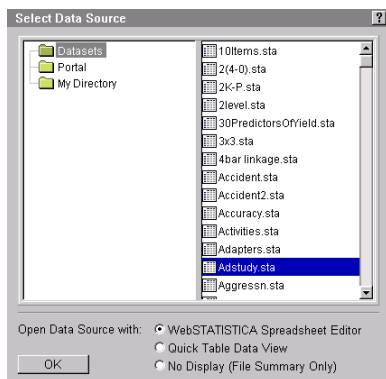 Select Data Source ?
Datasets
Portal
My Directory
10Items.sta
2(4-0).sta
2K-P.sta
2level.sta
30PredictorsOfYield.sta
3x3.sta
4bar linkage.sta
Accident.sta
Accident2.sta
Accuracy.sta
Activities.sta
Adapters.sta
Adstudy.sta
Aggressn.sta
Open Data Source with: WebSTATISTICA Spreadsheet Editor
Quick Table Data View
OK No Display (File Summary Only)